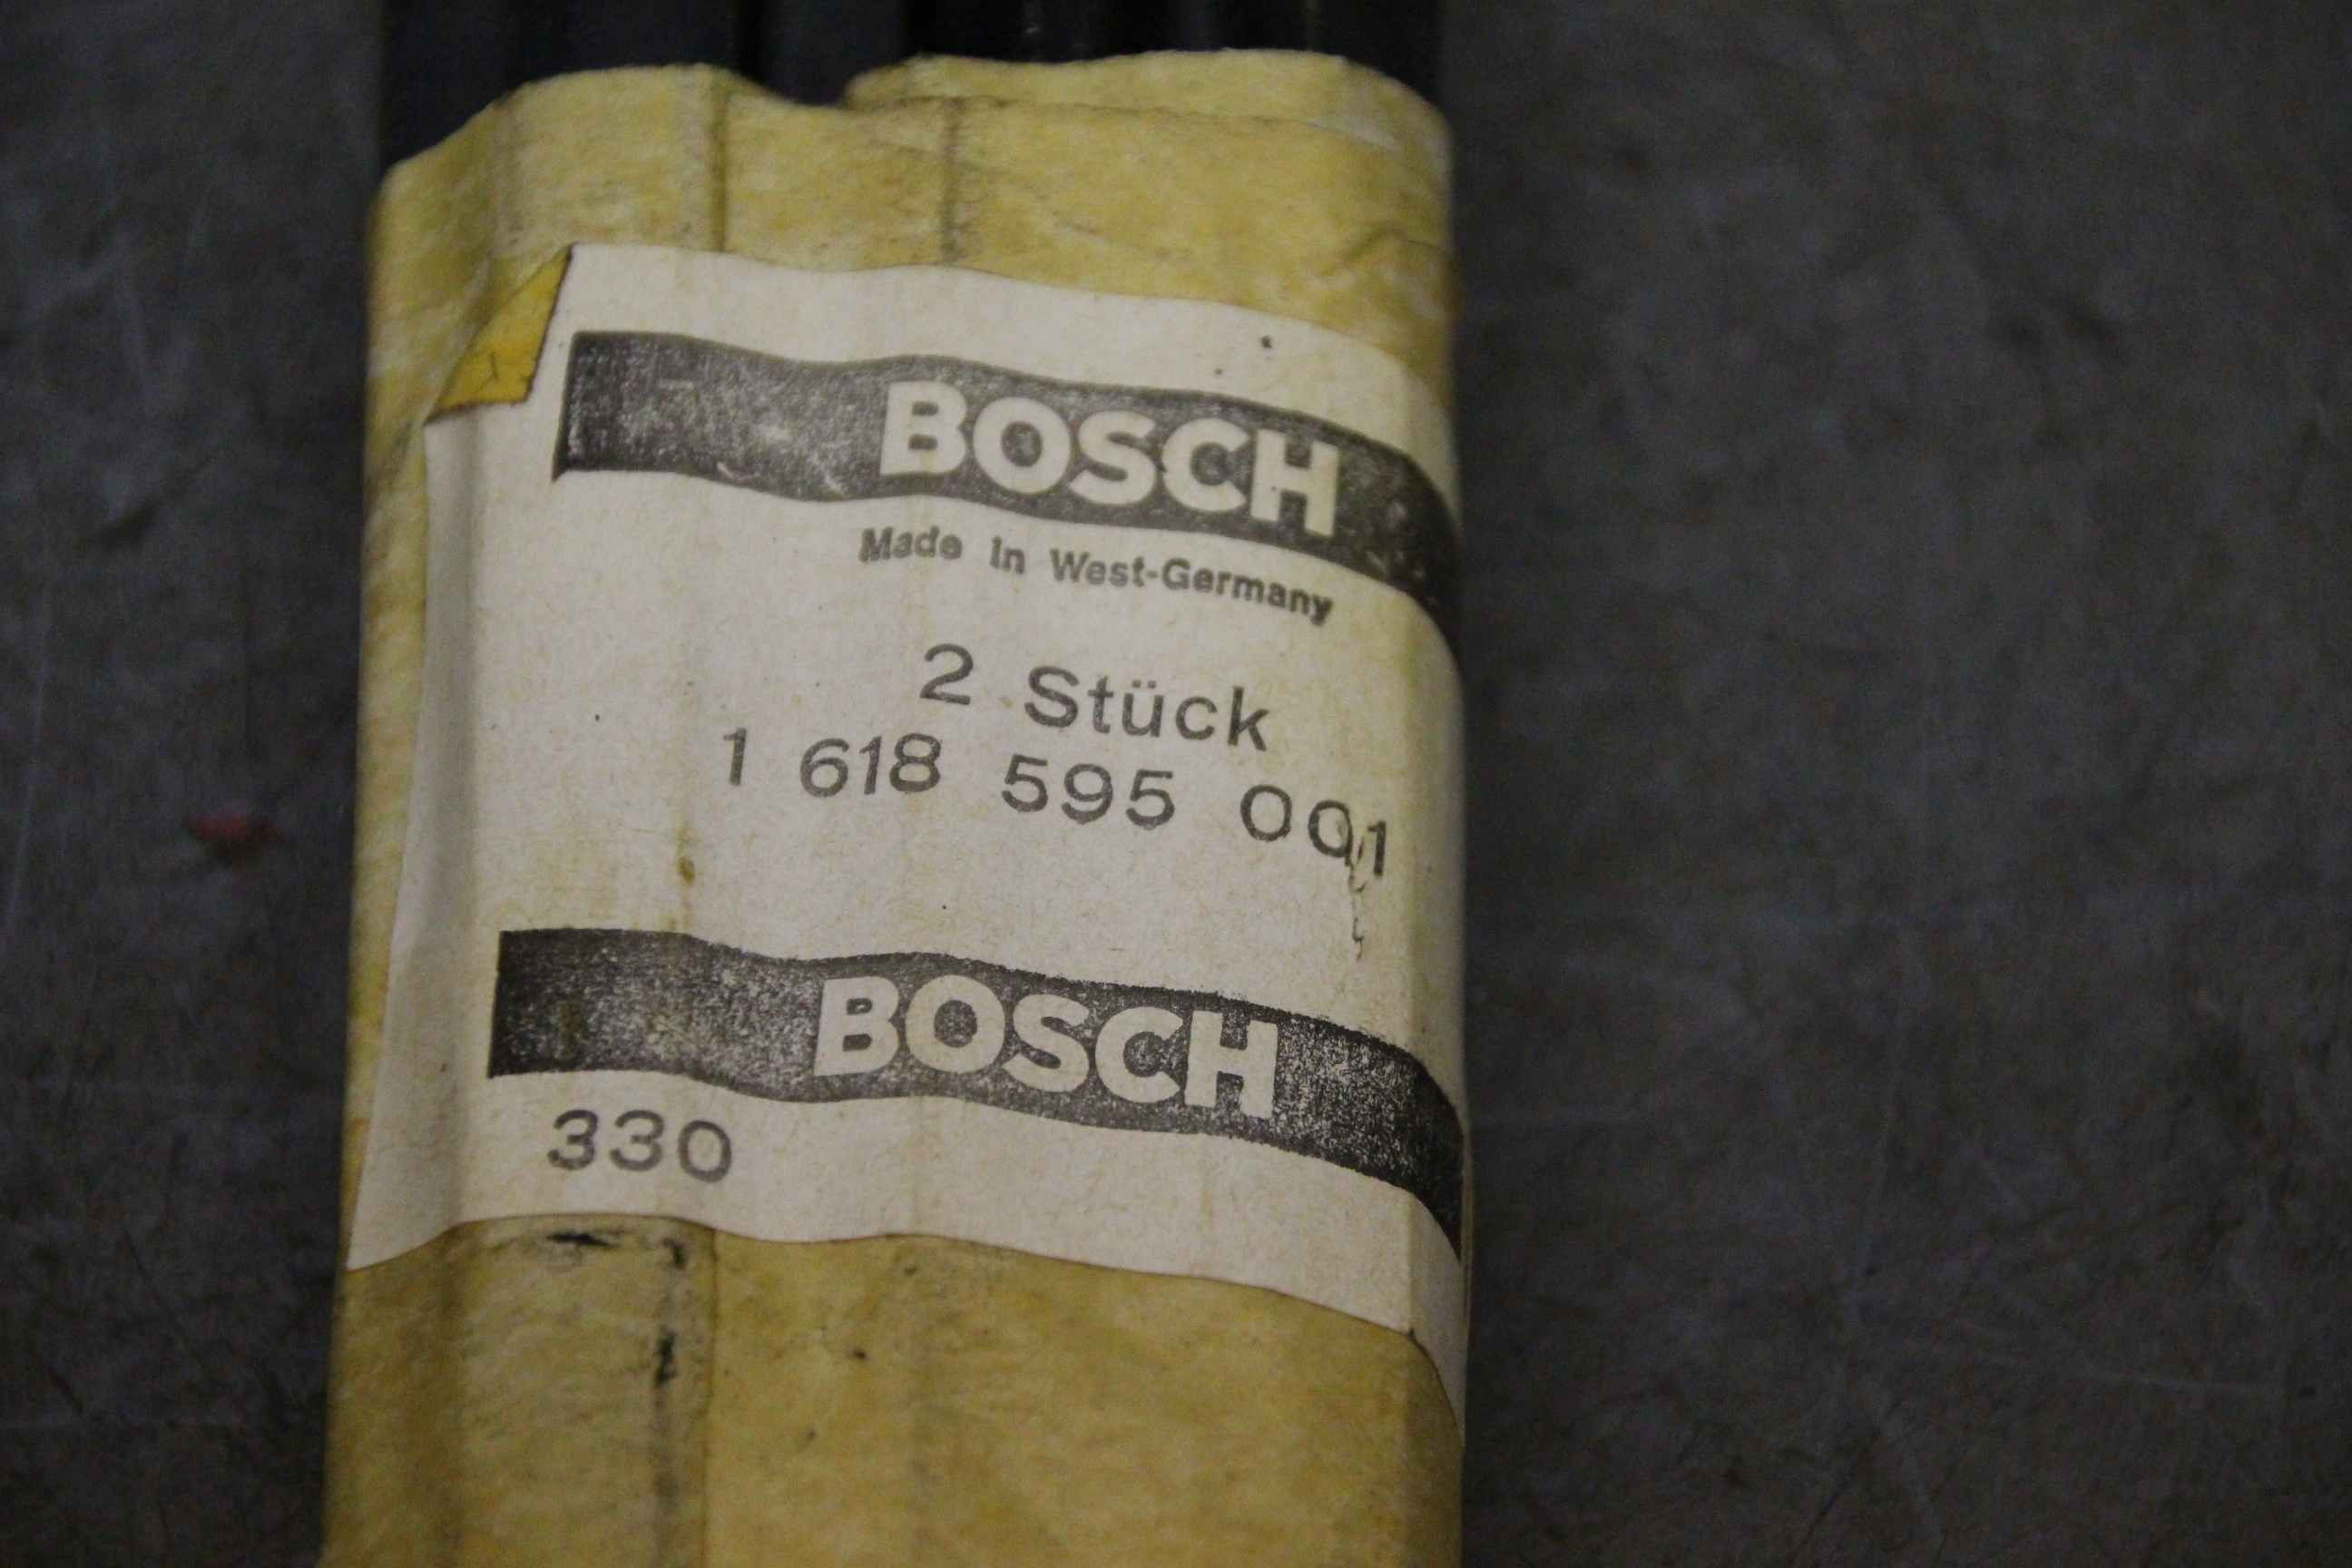 BOSCH
Made in West-Germany
2 Stück
1 618 595 001
BOSCH
330